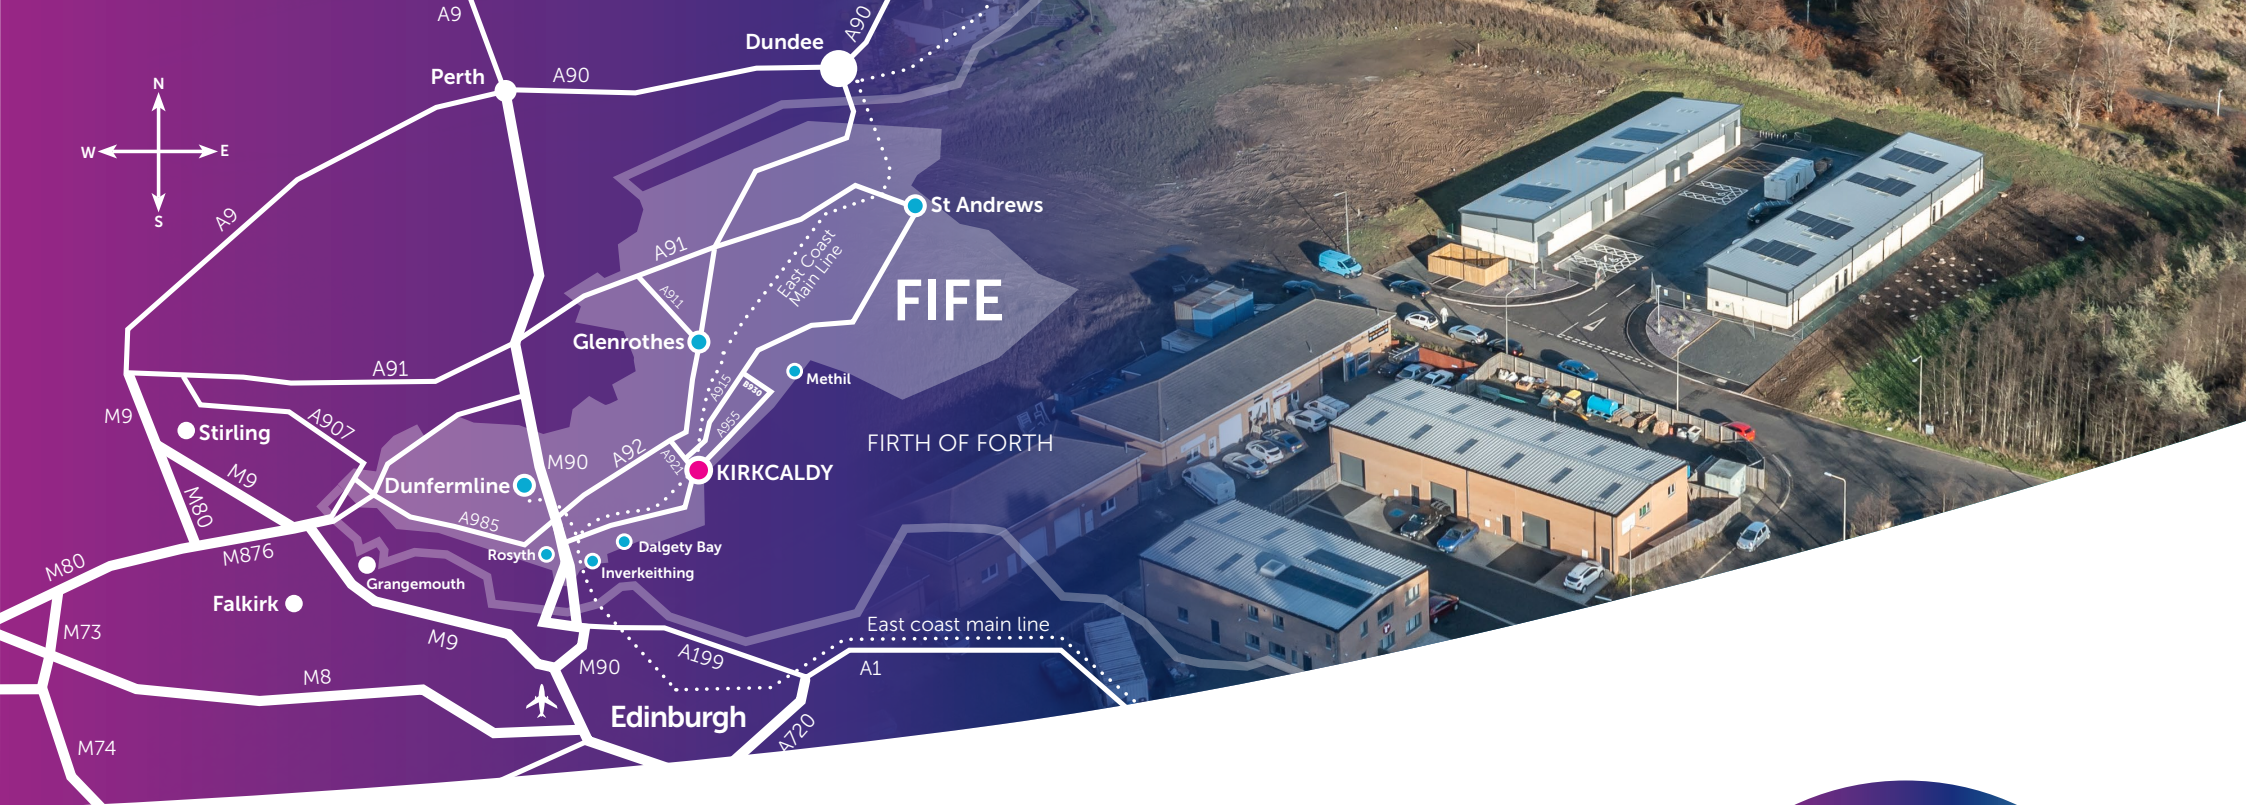 A9
A90
Dundee
Perth
A90
N
W
E
S
A9
St Andrews
A91
East Coast
Main Line
A911
FIFE
Glenrothes
A91
Methil
A915
B930
M9
A907
A955
Stirling
FIRTH OF FORTH
A92
M90
A921
KIRKCALDY
M9
Dunfermline
M80
A985
Rosyth
Dalgety Bay
M876
M80
Inverkeithing
Grangemouth
Falkirk
East coast main line
M73
M9
A199
M90
A1
M8
Edinburgh
A720
M74